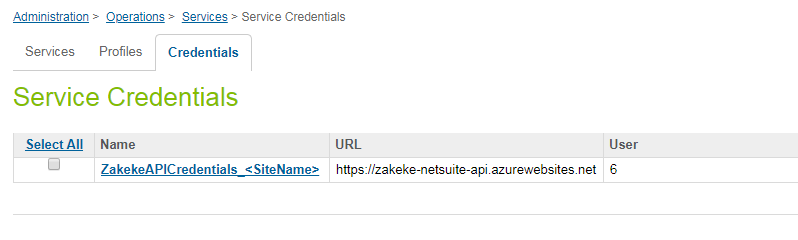 Administration > Operations > Services > Service Credentials
Services Profiles Credentials
Service Credentials
Select All Name URL User
ZakekeAPICredentials_<SiteName> https://zakeke-netsuite-api.azurewebsites.net 6